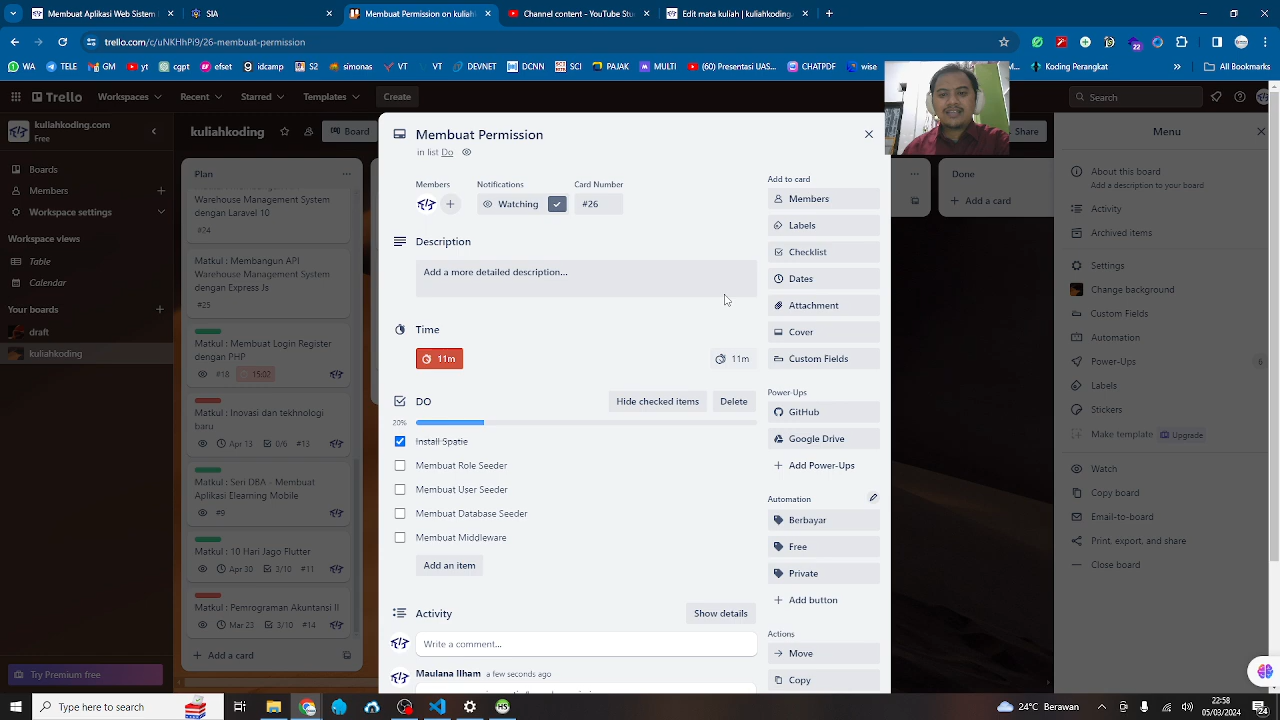 Membangun Aplikasi Web Sistem
SIA
Membuat Permission on kuliahk
Channel content - YouTube Stu
Edit mata kuliah | kuliahkoding
trello.com/c/uNKHhPi9/26-membuat-permission
WA TELE GM yt gpt efset simonas S2 simonas VT VT DEVNET DCNN SCI PAJAK MULTI (60) Presentasi UAS... CHATPDF wise Koding Perangkat All Bookmarks
Trello Workspaces Recent Starred Templates Create Search
kuliahkoding.com
Free
Boards
Members
Workspace settings
Workspace views
Table
Calendar
Your boards
draft
kuliahkoding
Try Premium free
kuliahkoding Board Share
Plan
Warehouse Management System
dengan Laravel 10
#24
Matkul : Membangun API
Warehouse Management System
dengan Express Js
#25
Matkul : Membuat Login Register
dengan PHP
#18 15:02
Matkul : Inovasi dan teknologi
baru
Apr 13 0/6 #13
Matkul : Seri DBA - Membuat
Aplikasi Elearning Mobile
#9
Matkul : 10 Hari Jago Flutter
Apr 30 3/10 #11
Matkul : Pemrograman Akuntansi II
Mar 23 3/10 #14
Add a card
Membuat Permission
in list Do
Members Notifications Card Number
Watching #26
Description
Add a more detailed description...
Time
11m 11m
DO Hide checked items Delete
20%
Install Spatie
Membuat Role Seeder
Membuat User Seeder
Membuat Database Seeder
Membuat Middleware
Add an item
Activity Show details
Write a comment...
Maulana Ilham a few seconds ago
Add to card
Members
Labels
Checklist
Dates
Attachment
Cover
Custom Fields
Power-Ups
GitHub
Google Drive
Add Power-Ups
Automation
Berbayar
Free
Private
Add button
Actions
Move
Copy
Done
Add a card
Menu
About this board
Add a description to your board
Activity
Archived items
Settings
Change background
Custom Fields
Automation
Power-Ups 6
Labels
Stickers
Make template Upgrade
Watch
Copy board
Email-to-board
Print, export, and share
Close board
Type here to search
26°C Berawan
22:58
25/03/2024